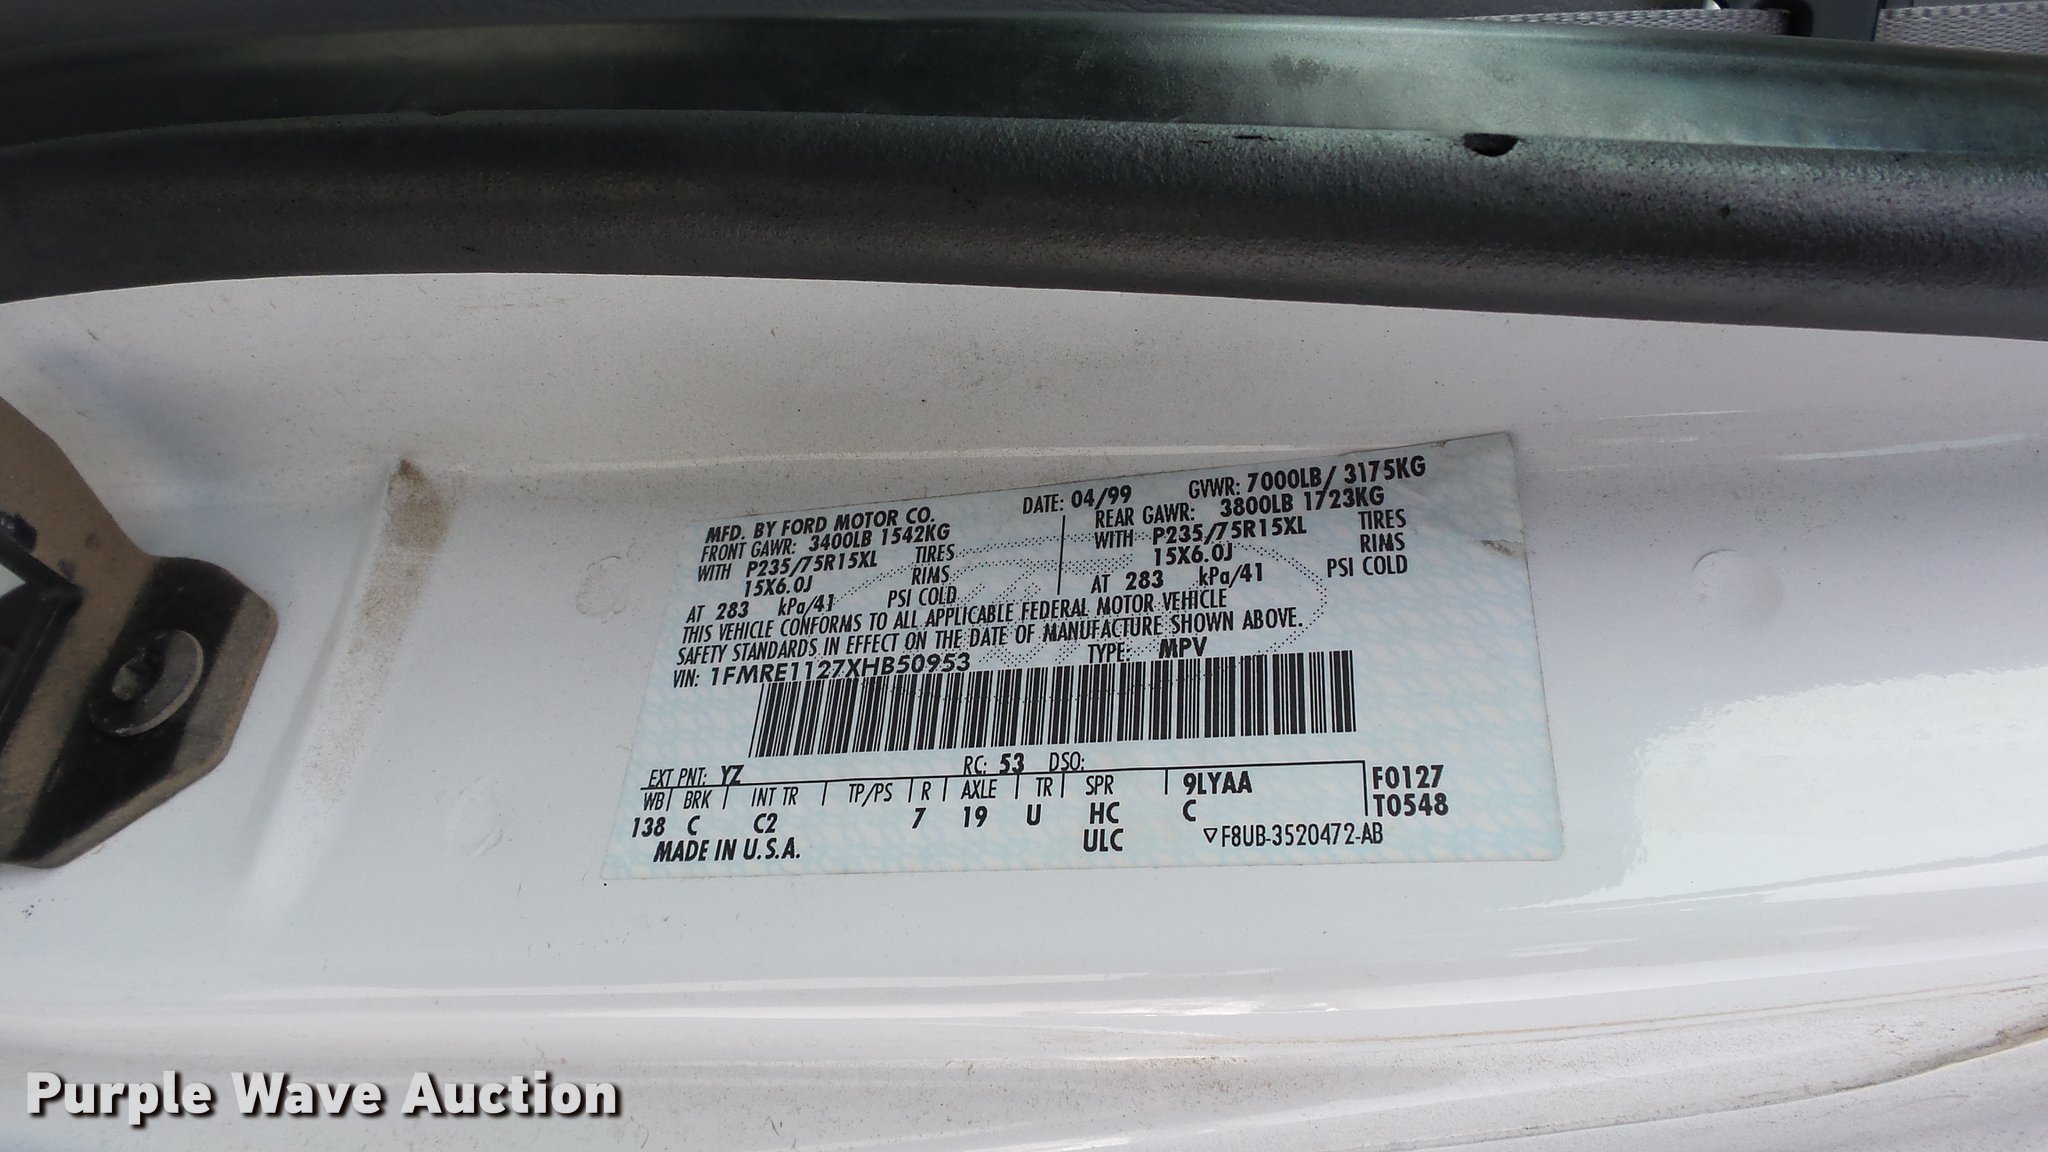 MFD. BY FORD MOTOR CO. DATE: 04/99 GVWR: 7000LB/ 3175KG
FRONT GAWR: 3400LB 1542KG REAR GAWR: 3800LB 1723KG
WITH P235/75R15XL TIRES WITH P235/75R15XL TIRES
15X6.0J RIMS 15X6.0J RIMS
AT 283 kPa/41 PSI COLD AT 283 kPa/41 PSI COLD
THIS VEHICLE CONFORMS TO ALL APPLICABLE FEDERAL MOTOR VEHICLE
SAFETY STANDARDS IN EFFECT ON THE DATE OF MANUFACTURE SHOWN ABOVE.
VIN: 1FMRE1127XHB50953 TYPE: MPV
EXT PNT: YZ RC: 53 DSO:
WB BRK INT TR TP/PS R AXLE TR SPR 9LYAA F0127
138 C C2 7 19 U HC C T0548
MADE IN U.S.A. ULC ▽F8UB-3520472-AB
Purple Wave Auction